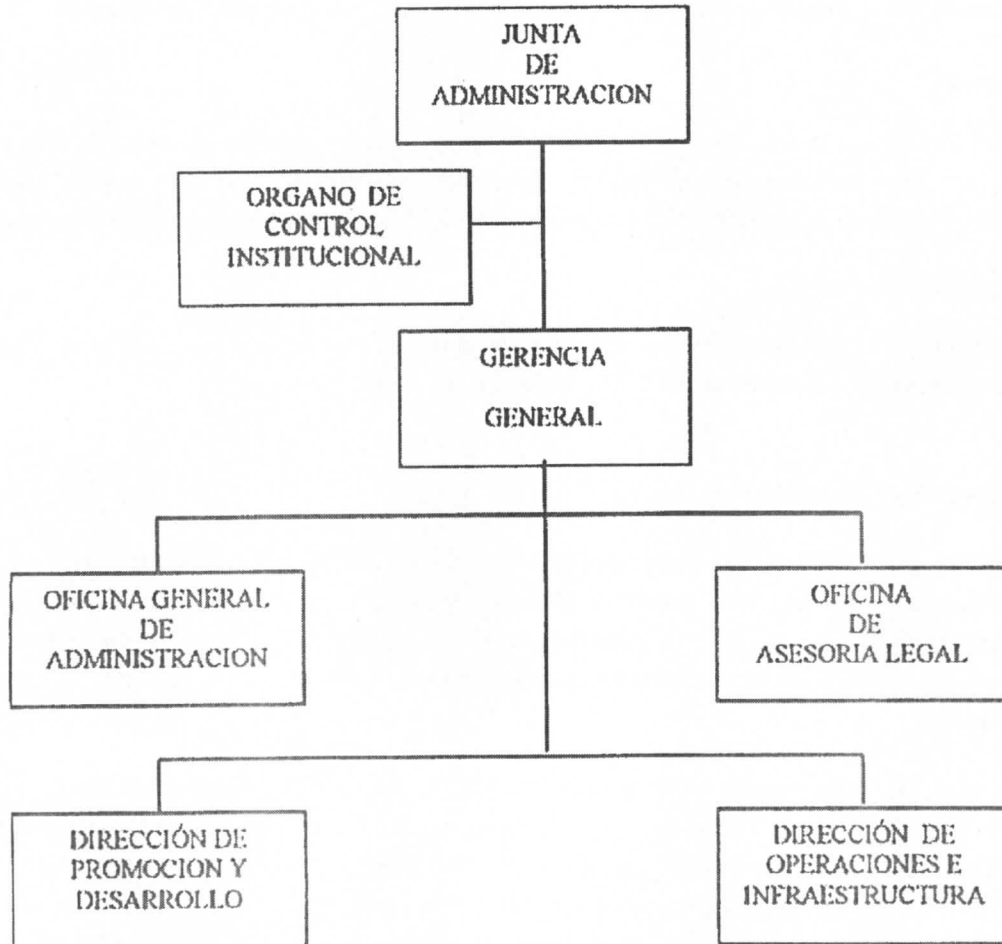 JUNTA
DE
ADMINISTRACION
ORGANO DE
CONTROL
INSTITUCIONAL
GERENCIA
GENERAL
OFICINA GENERAL
DE
ADMINISTRACION
OFICINA
DE
ASESORIA LEGAL
DIRECCIÓN DE
PROMOCION Y
DESARROLLO
DIRECCIÓN DE
OPERACIONES E
INFRAESTRUCTURA